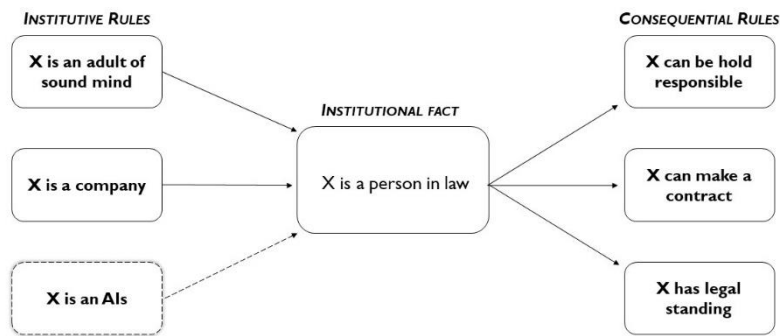 INSTITUTIVE RULES
X is an adult of
sound mind
X is a company
X is an AIs
INSTITUTIONAL FACT
X is a person in law
CONSEQUENTIAL RULES
X can be hold
responsible
X can make a
contract
X has legal
standing